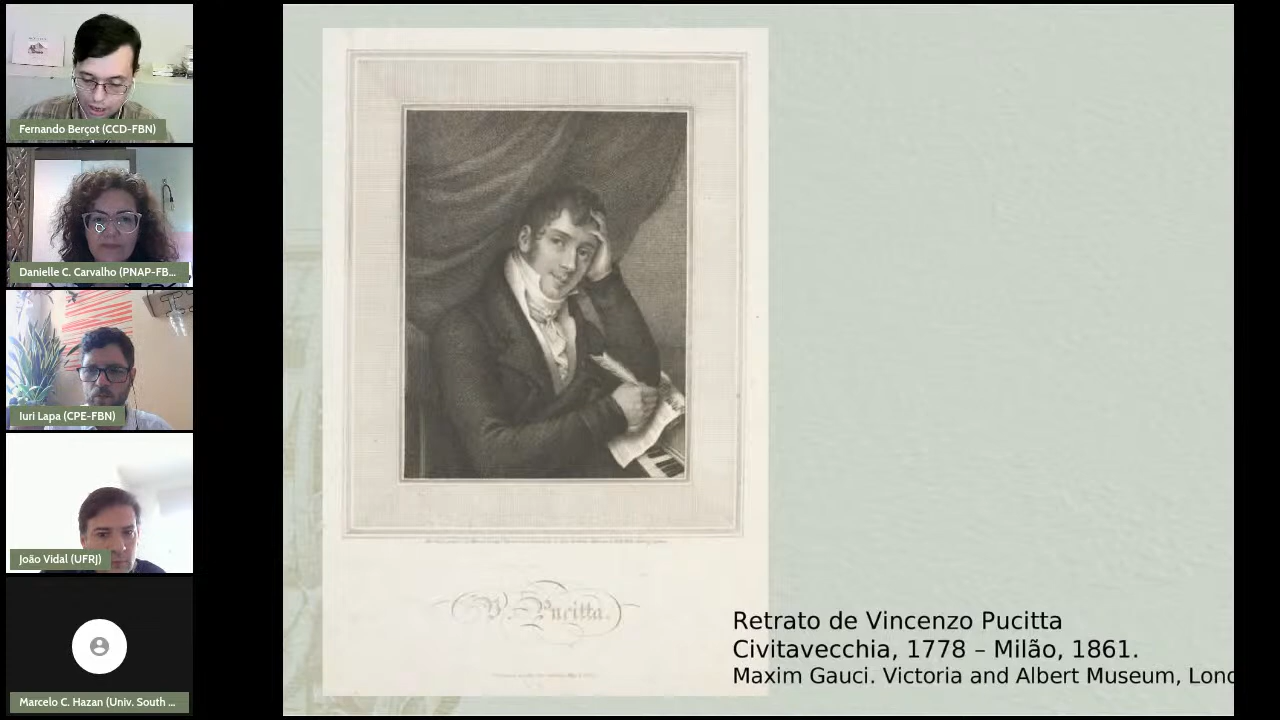 Fernando Berçot (CCD-FBN)
Danielle C. Carvalho (PNAP-FB...
Iuri Lapa (CPE-FBN)
João Vidal (UFRJ)
Marcelo C. Hazan (Univ. South ...
V. Pucitta.
Retrato de Vincenzo Pucitta
Civitavecchia, 1778 – Milão, 1861.
Maxim Gauci. Victoria and Albert Museum, Lond